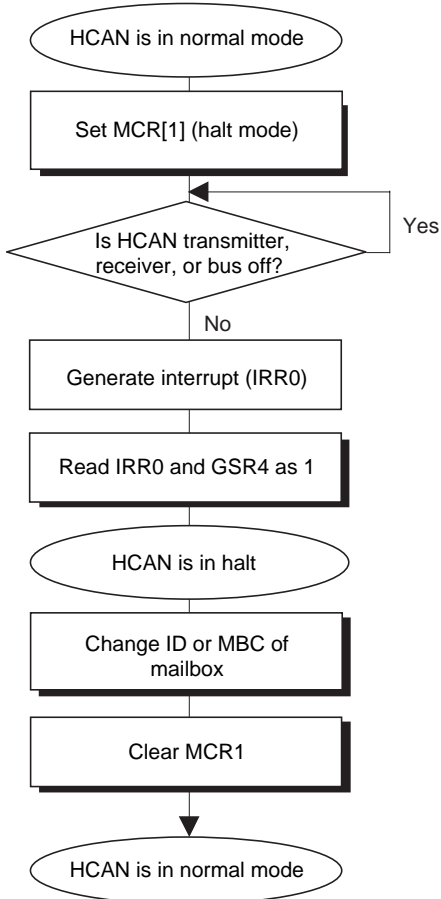 HCAN is in normal mode
Set MCR[1] (halt mode)
Is HCAN transmitter,
receiver, or bus off?
Yes
No
Generate interrupt (IRR0)
Read IRR0 and GSR4 as 1
HCAN is in halt
Change ID or MBC of
mailbox
Clear MCR1
HCAN is in normal mode